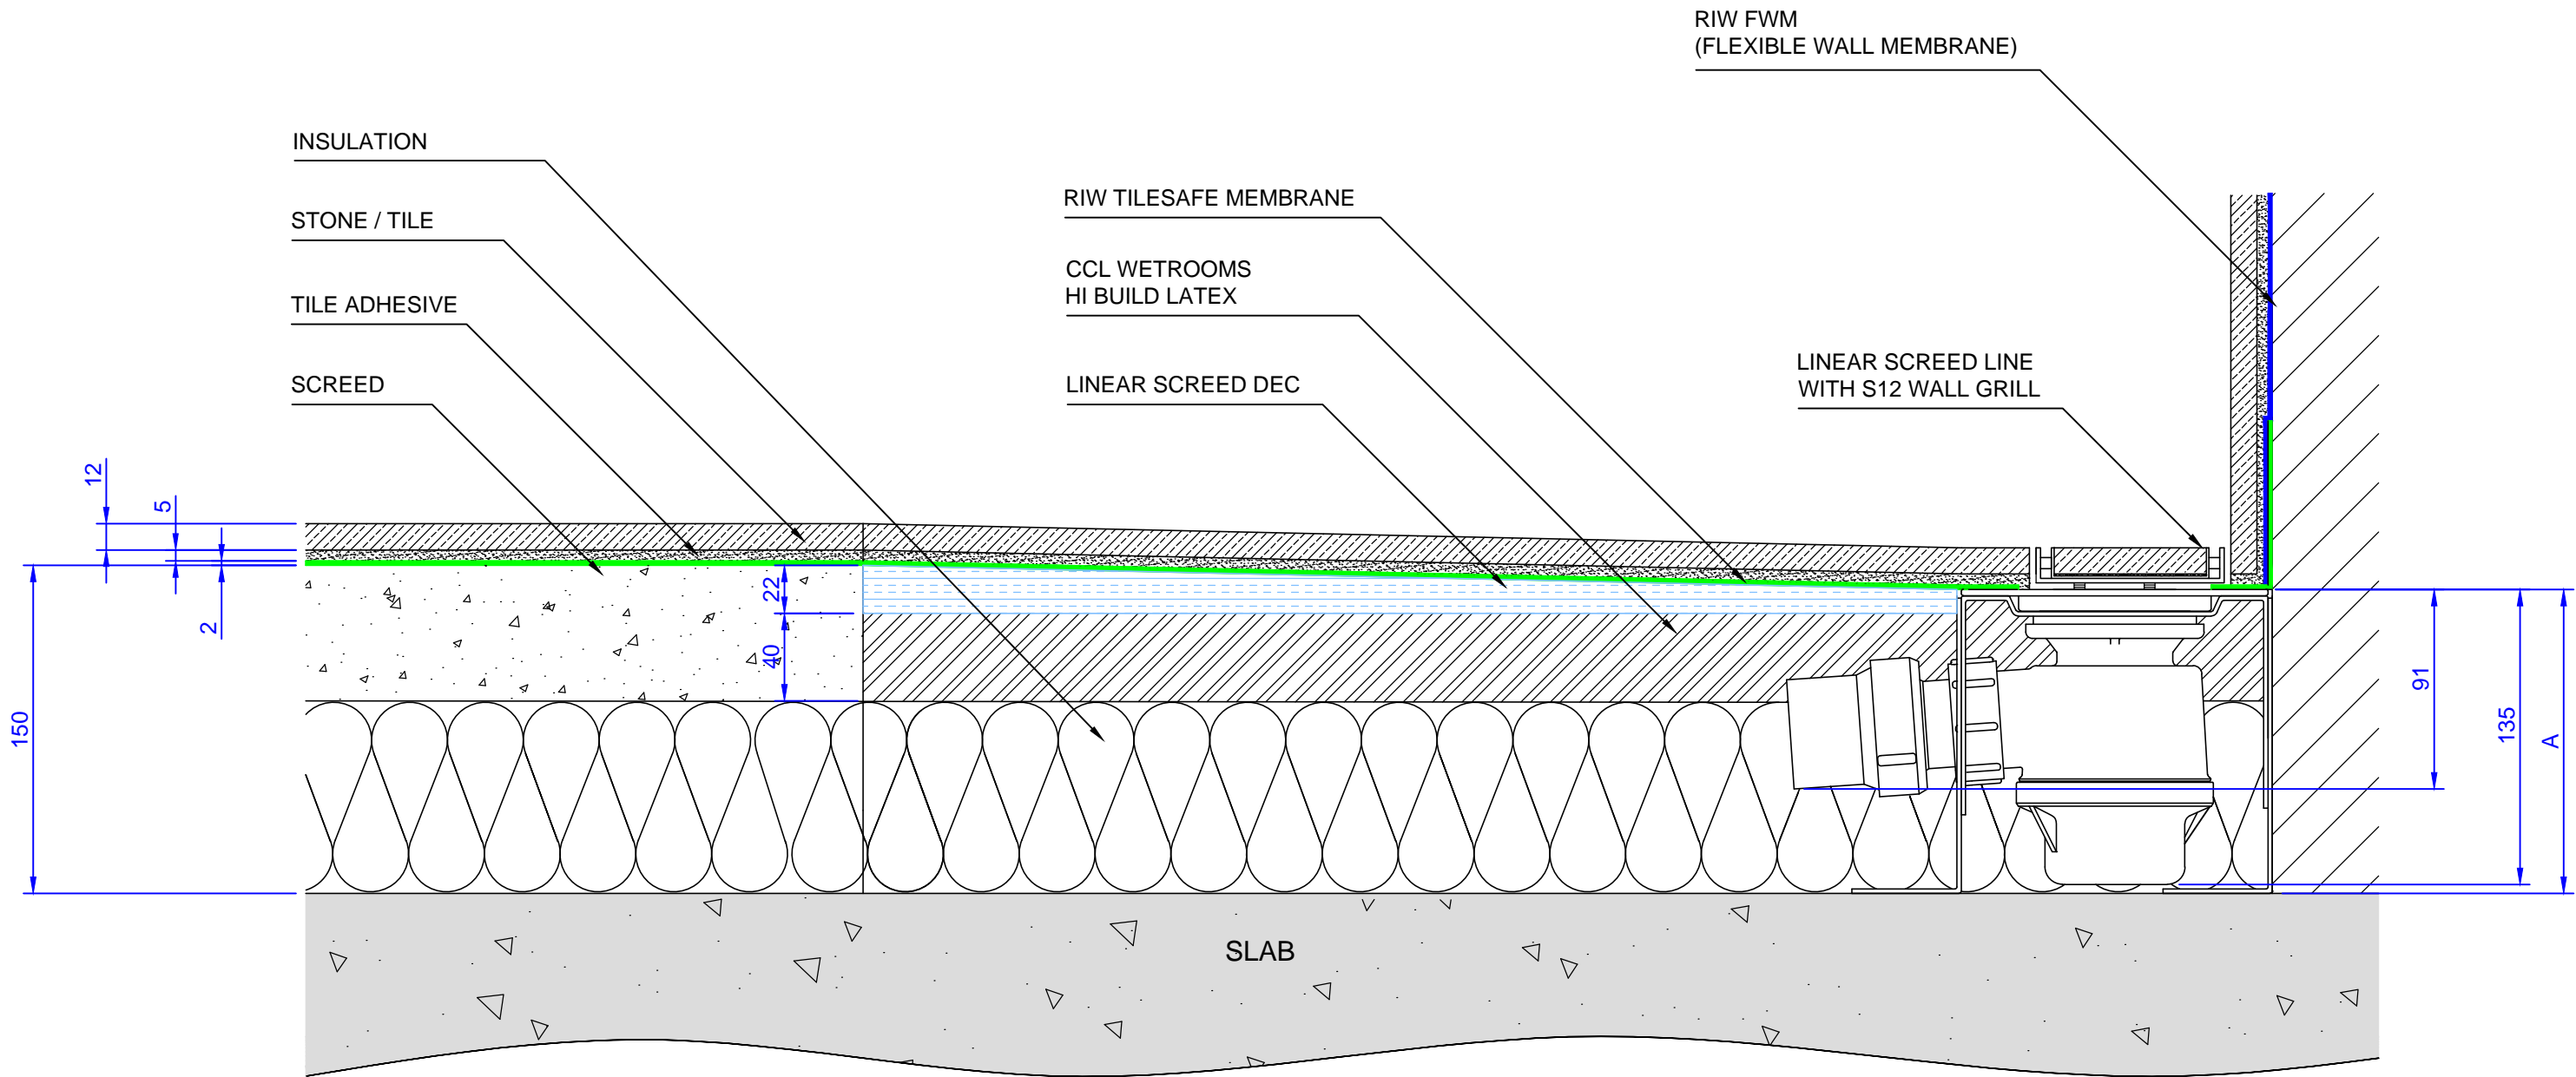 RIW FWM
(FLEXIBLE WALL MEMBRANE)
INSULATION
RIW TILESAFE MEMBRANE
STONE / TILE
CCL WETROOMS
HI BUILD LATEX
TILE ADHESIVE
LINEAR SCREED LINE
WITH S12 WALL GRILL
SCREED
LINEAR SCREED DEC
12
5
2
22
40
150
91
135
A
SLAB